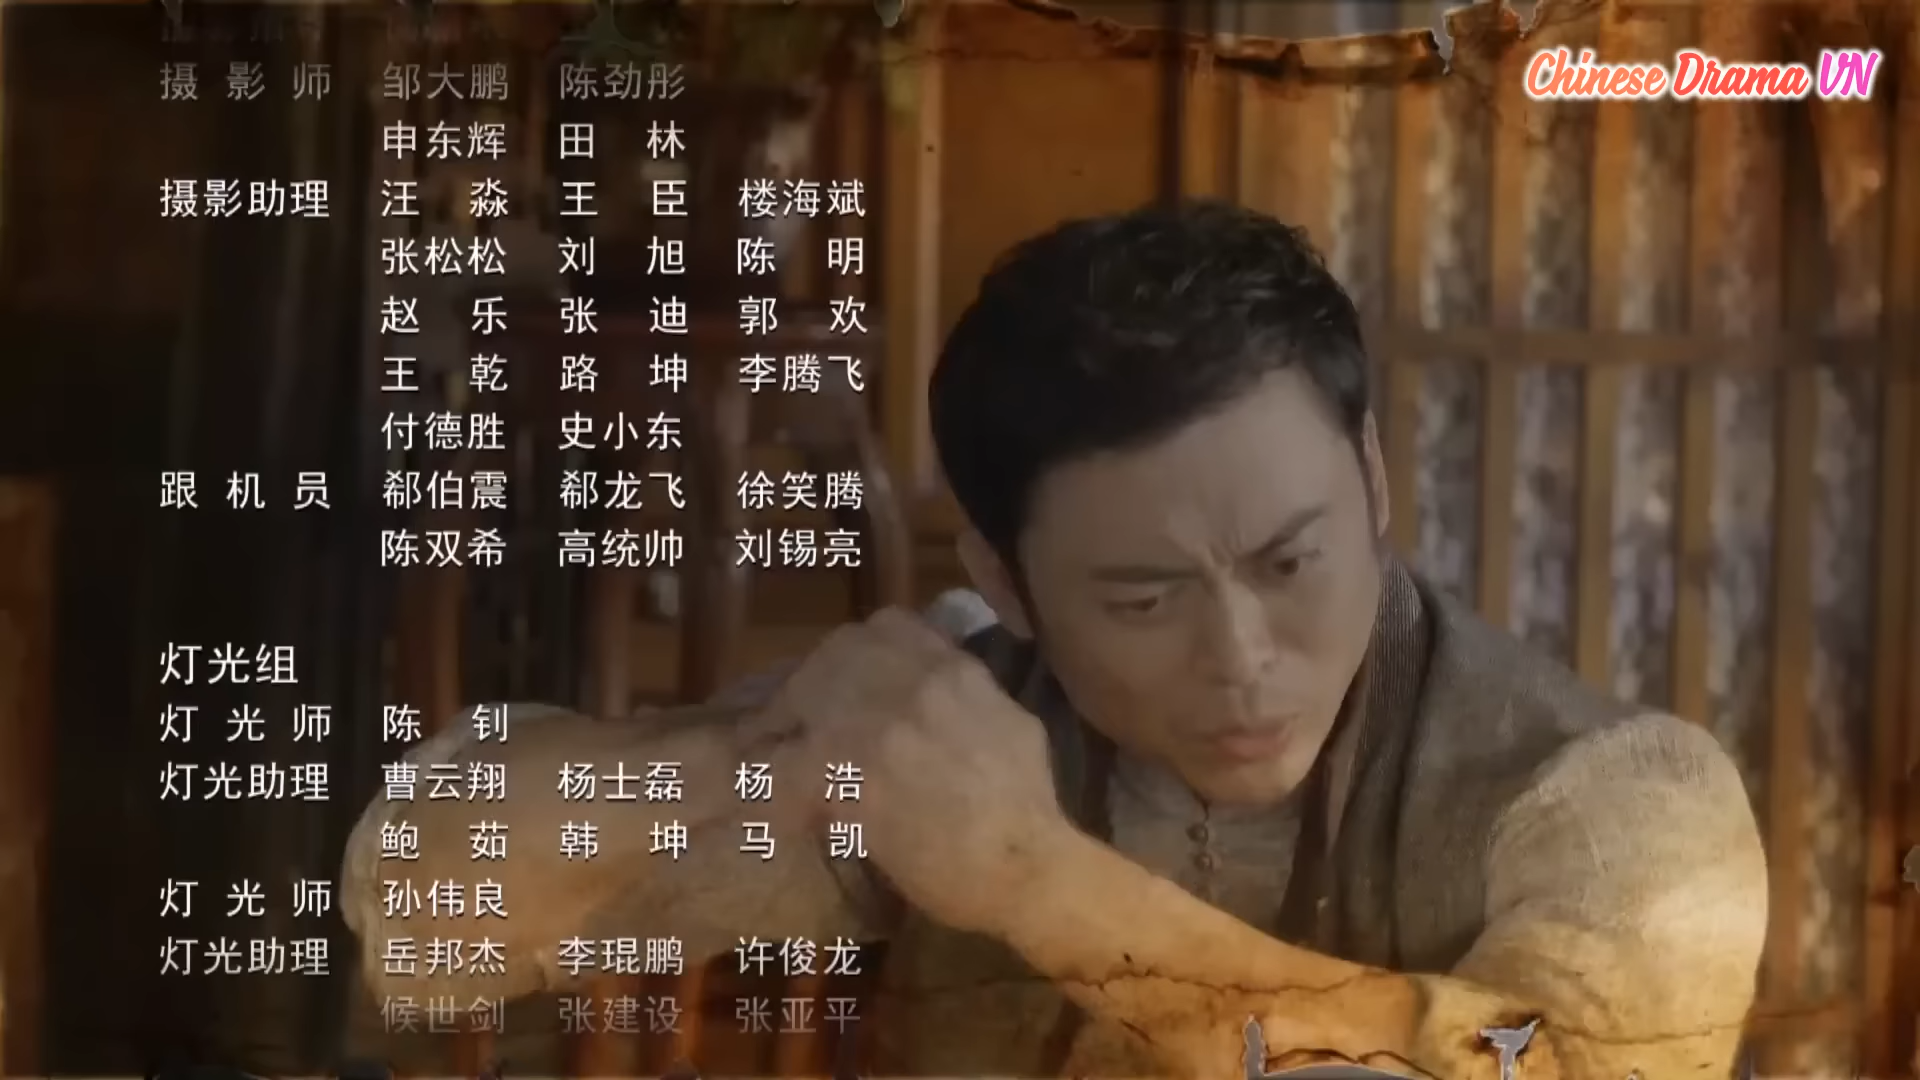 Chinese Drama VN
摄影师 邹大鹏 陈劲彤
申东辉 田林
摄影助理 汪淼 王臣 楼海斌
张松松 刘旭 陈明
赵乐 张迪 郭欢
王乾 路坤 李腾飞
付德胜 史小东
跟机员 郗伯震 郗龙飞 徐笑腾
陈双希 高统帅 刘锡亮
灯光组
灯光师 陈钊
灯光助理 曹云翔 杨士磊 杨浩
鲍茹 韩坤 马凯
灯光师 孙伟良
灯光助理 岳邦杰 李琨鹏 许俊龙
候世剑 张建设 张亚平